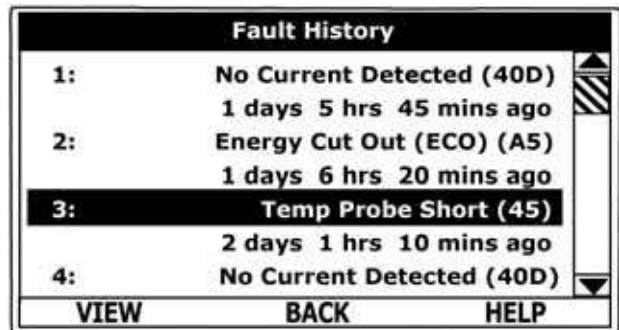 Fault History
1: No Current Detected (40D)
1 days 5 hrs 45 mins ago
2: Energy Cut Out (ECO) (A5)
1 days 6 hrs 20 mins ago
3: Temp Probe Short (45)
2 days 1 hrs 10 mins ago
4: No Current Detected (40D)
VIEW BACK HELP